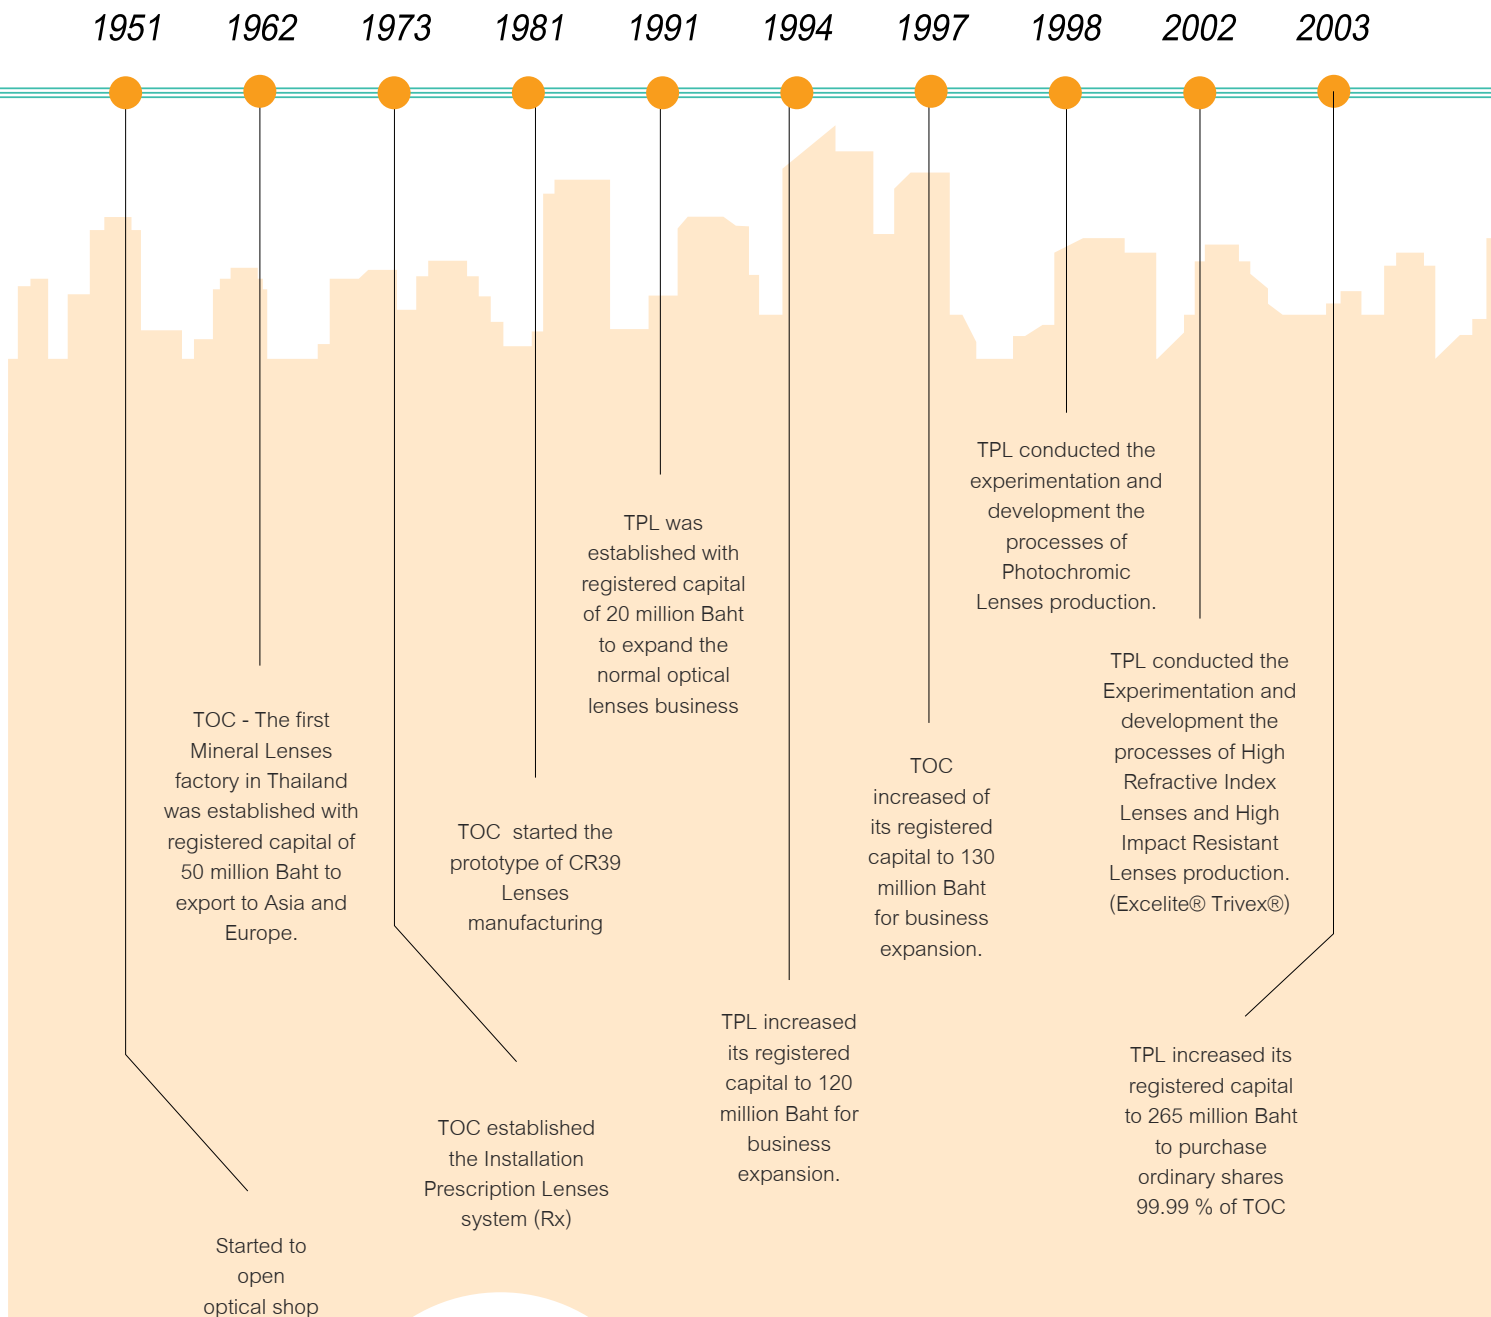 1951 1962 1973 1981 1991 1994 1997 1998 2002 2003
Started to
open
optical shop
TOC - The first
Mineral Lenses
factory in Thailand
was established with
registered capital of
50 million Baht to
export to Asia and
Europe.
TOC established
the Installation
Prescription Lenses
system (Rx)
TOC  started the
prototype of CR39
Lenses
manufacturing
TPL was
established with
registered capital
of 20 million Baht
to expand the
normal optical
lenses business
TPL increased
its registered
capital to 120
million Baht for
business
expansion.
TOC
increased of
its registered
capital to 130
million Baht
for business
expansion.
TPL conducted the
experimentation and
development the
processes of
Photochromic
Lenses production.
TPL conducted the
Experimentation and
development the
processes of High
Refractive Index
Lenses and High
Impact Resistant
Lenses production.
(Excelite® Trivex®)
TPL increased its
registered capital
to 265 million Baht
to purchase
ordinary shares
99.99 % of TOC